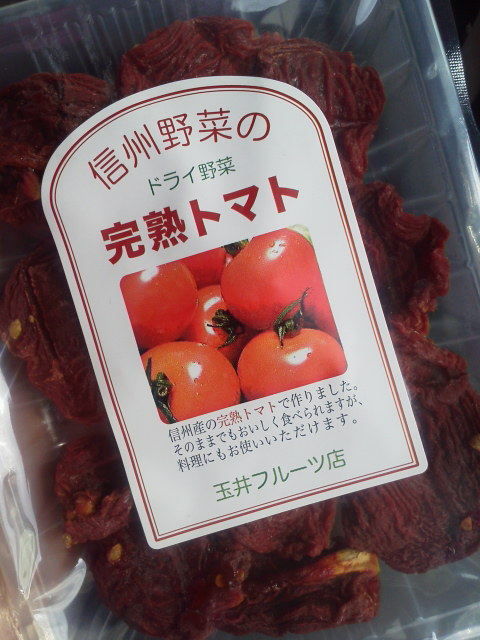 信州野菜の
ドライ野菜
完熟トマト
信州産の完熟トマトで作りました。
そのままでもおいしく食べられますが、
料理にもお使いいただけます。
玉井フルーツ店